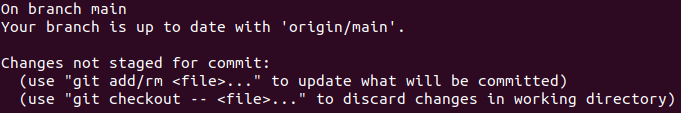 On branch main
Your branch is up to date with 'origin/main'.
Changes not staged for commit:
(use "git add/rm <file>..." to update what will be committed)
(use "git checkout -- <file>..." to discard changes in working directory)